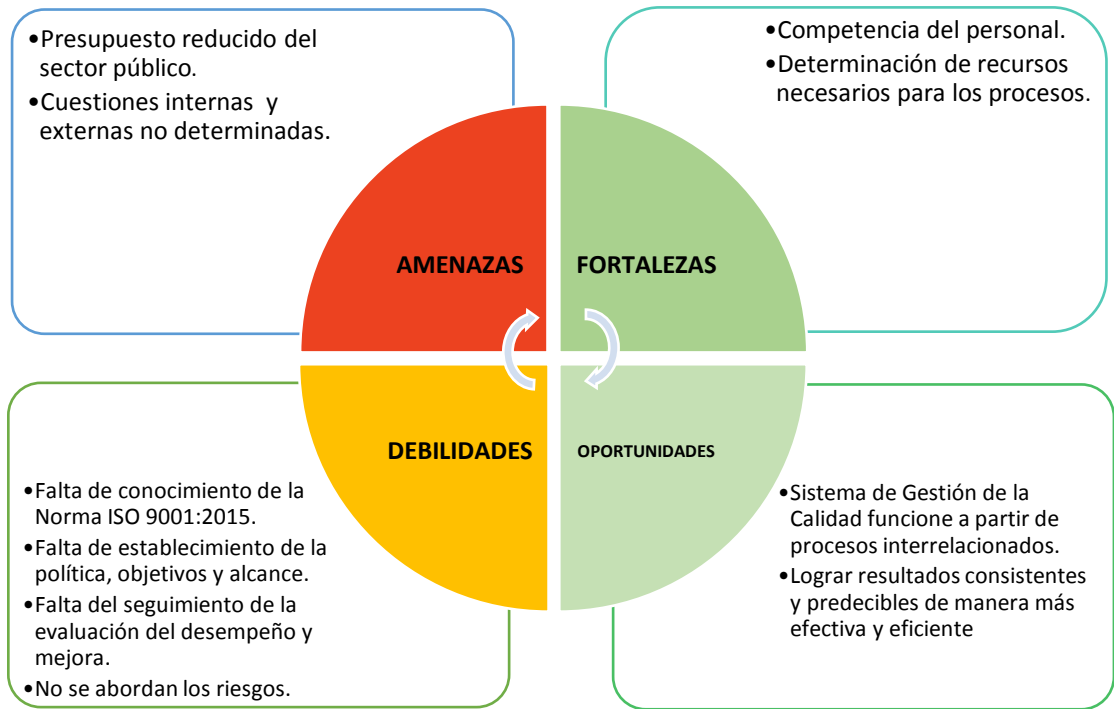 •Presupuesto reducido del
sector público.
•Cuestiones internas y
externas no determinadas.
•Competencia del personal.
•Determinación de recursos
necesarios para los procesos.
AMENAZAS
FORTALEZAS
DEBILIDADES
OPORTUNIDADES
•Falta de conocimiento de la
Norma ISO 9001:2015.
•Falta de establecimiento de la
política, objetivos y alcance.
•Falta del seguimiento de la
evaluación del desempeño y
mejora.
•No se abordan los riesgos.
•Sistema de Gestión de la
Calidad funcione a partir de
procesos interrelacionados.
•Lograr resultados consistentes
y predecibles de manera más
efectiva y eficiente